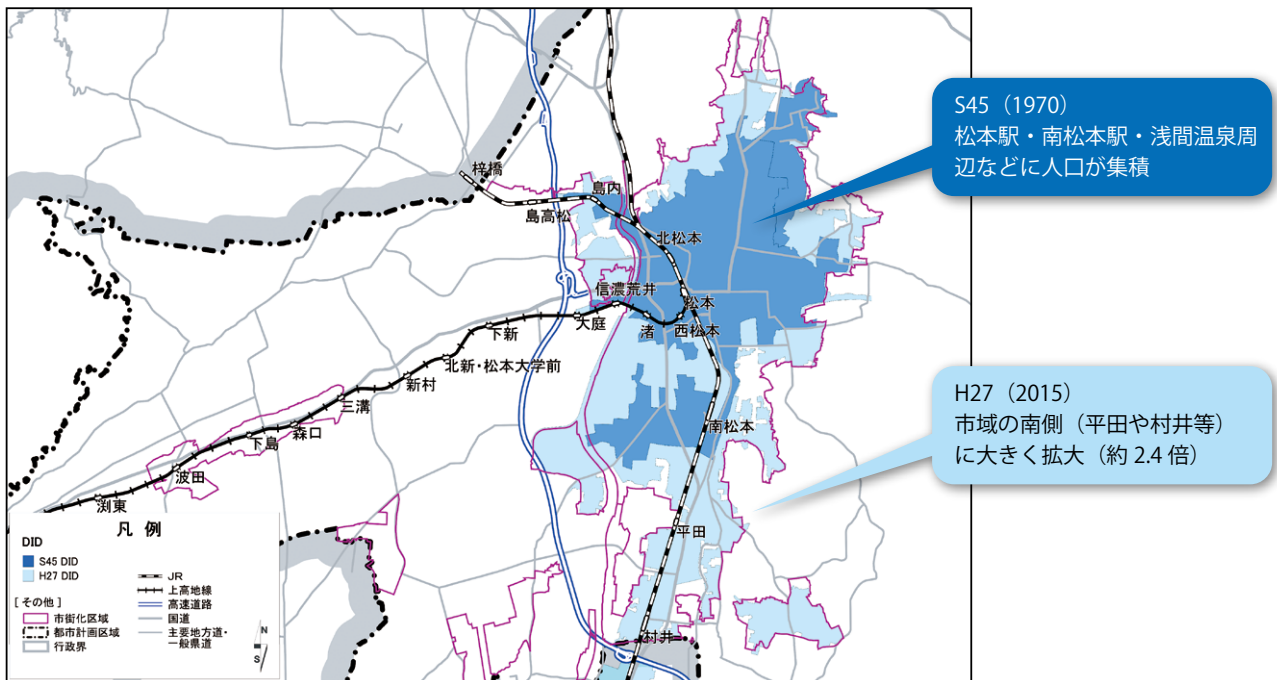 S45（1970）
松本駅・南松本駅・浅間温泉周
辺などに人口が集積
梓橋
島内
島高松
北松本
信濃荒井
松本
大庭
渚
西松本
下新
北新・松本大学前
新村
三溝
南松本
森口
下島
波田
渕東
平田
村井
H27（2015）
市域の南側（平田や村井等）
に大きく拡大（約 2.4 倍）
凡 例
DID
S45 DID
H27 DID
[ その他 ]
市街化区域
都市計画区域
行政界
JR
上高地線
高速道路
国道
主要地方道・
一般県道
N
S